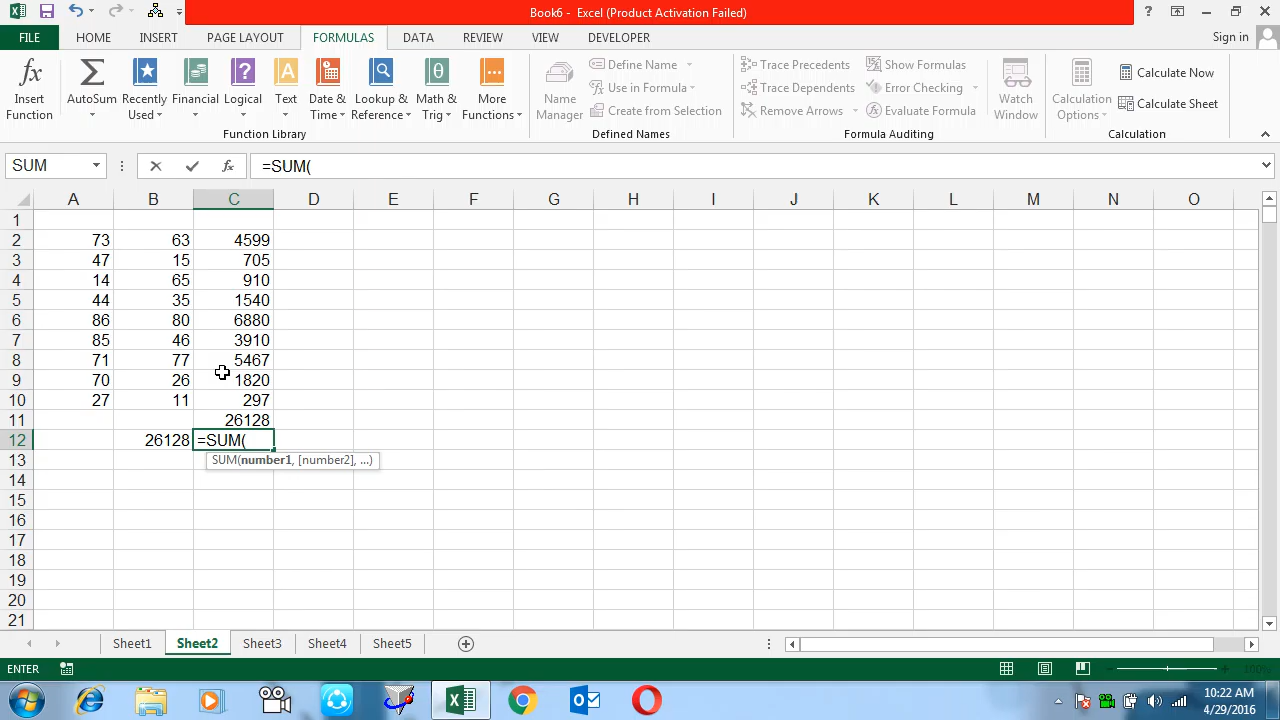 Book6 - Excel (Product Activation Failed)
FILE HOME INSERT PAGE LAYOUT FORMULAS DATA REVIEW VIEW DEVELOPER Sign in
Insert Function
AutoSum
Recently Used
Financial
Logical
Text
Date & Time
Lookup & Reference
Math & Trig
More Functions
Function Library
Name Manager
Define Name
Use in Formula
Create from Selection
Defined Names
Trace Precedents
Trace Dependents
Remove Arrows
Show Formulas
Error Checking
Evaluate Formula
Formula Auditing
Watch Window
Calculation Options
Calculate Now
Calculate Sheet
Calculation
SUM =SUM(
A B C D E F G H I J K L M N O
1
2 73 63 4599
3 47 15 705
4 14 65 910
5 44 35 1540
6 86 80 6880
7 85 46 3910
8 71 77 5467
9 70 26 1820
10 27 11 297
11 26128
12 26128 =SUM(
SUM(number1, [number2], ...)
13
14
15
16
17
18
19
20
21
Sheet1 Sheet2 Sheet3 Sheet4 Sheet5
ENTER 100%
10:22 AM
4/29/2016